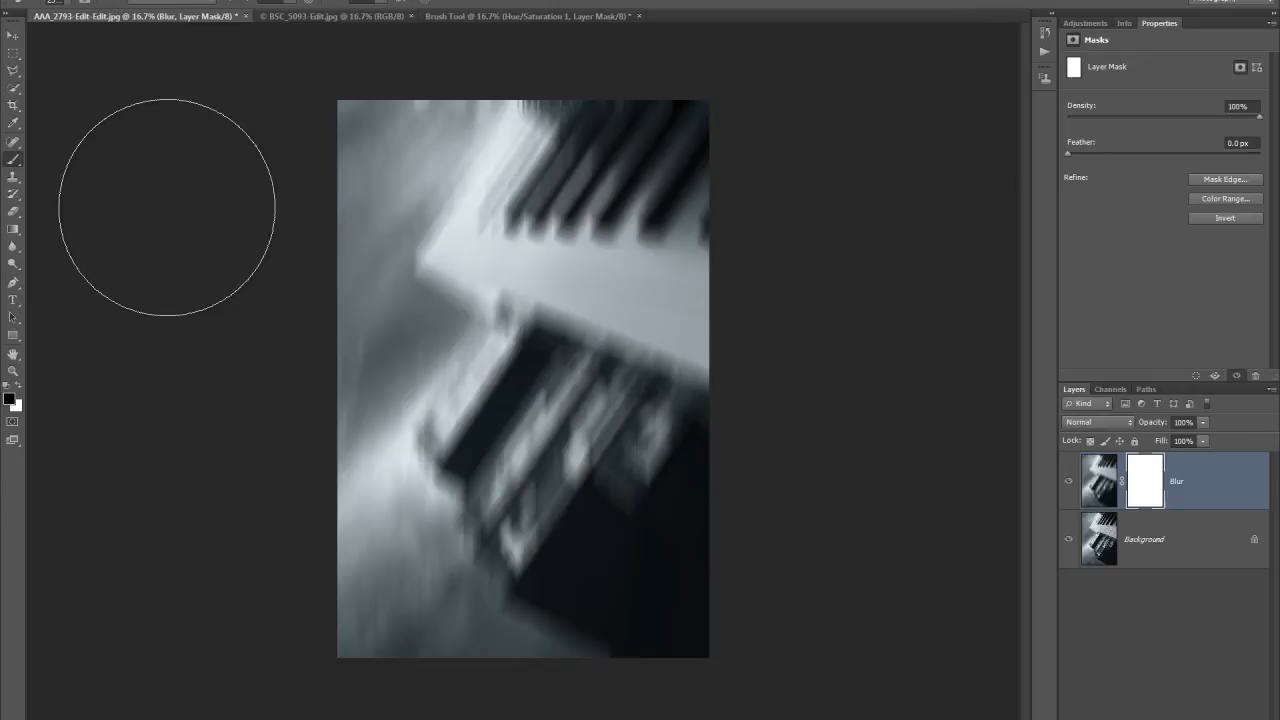 AAA_2793-Edit-Edit.jpg @ 16.7% (Blur, Layer Mask/8) * ×
© BSC_5093-Edit.jpg @ 16.7% (RGB/8) ×
Brush Tool @ 16.7% (Hue/Saturation 1, Layer Mask/8) * ×
Adjustments Info Properties
Masks
Layer Mask
Density: 100%
Feather: 0.0 px
Refine: Mask Edge...
Color Range...
Invert
Layers Channels Paths
Kind
Normal Opacity: 100%
Lock: Fill: 100%
Blur
Background